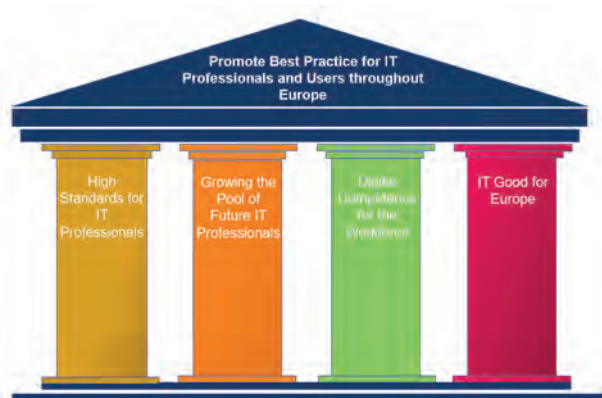 Promote Best Practice for IT
Professionals and Users throughout
Europe
High
Standards for
IT
Professionals
Growing the
Pool of
Future IT
Professionals
Digital
Competence
for the
Workforce
IT Good for
Europe